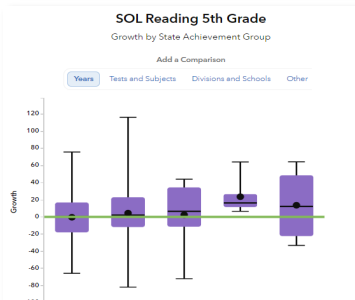 SOL Reading 5th Grade
Growth by State Achievement Group
Add a Comparison
Years Tests and Subjects Divisions and Schools Other
Growth
120
100
80
60
40
20
0
-20
-40
-60
-80